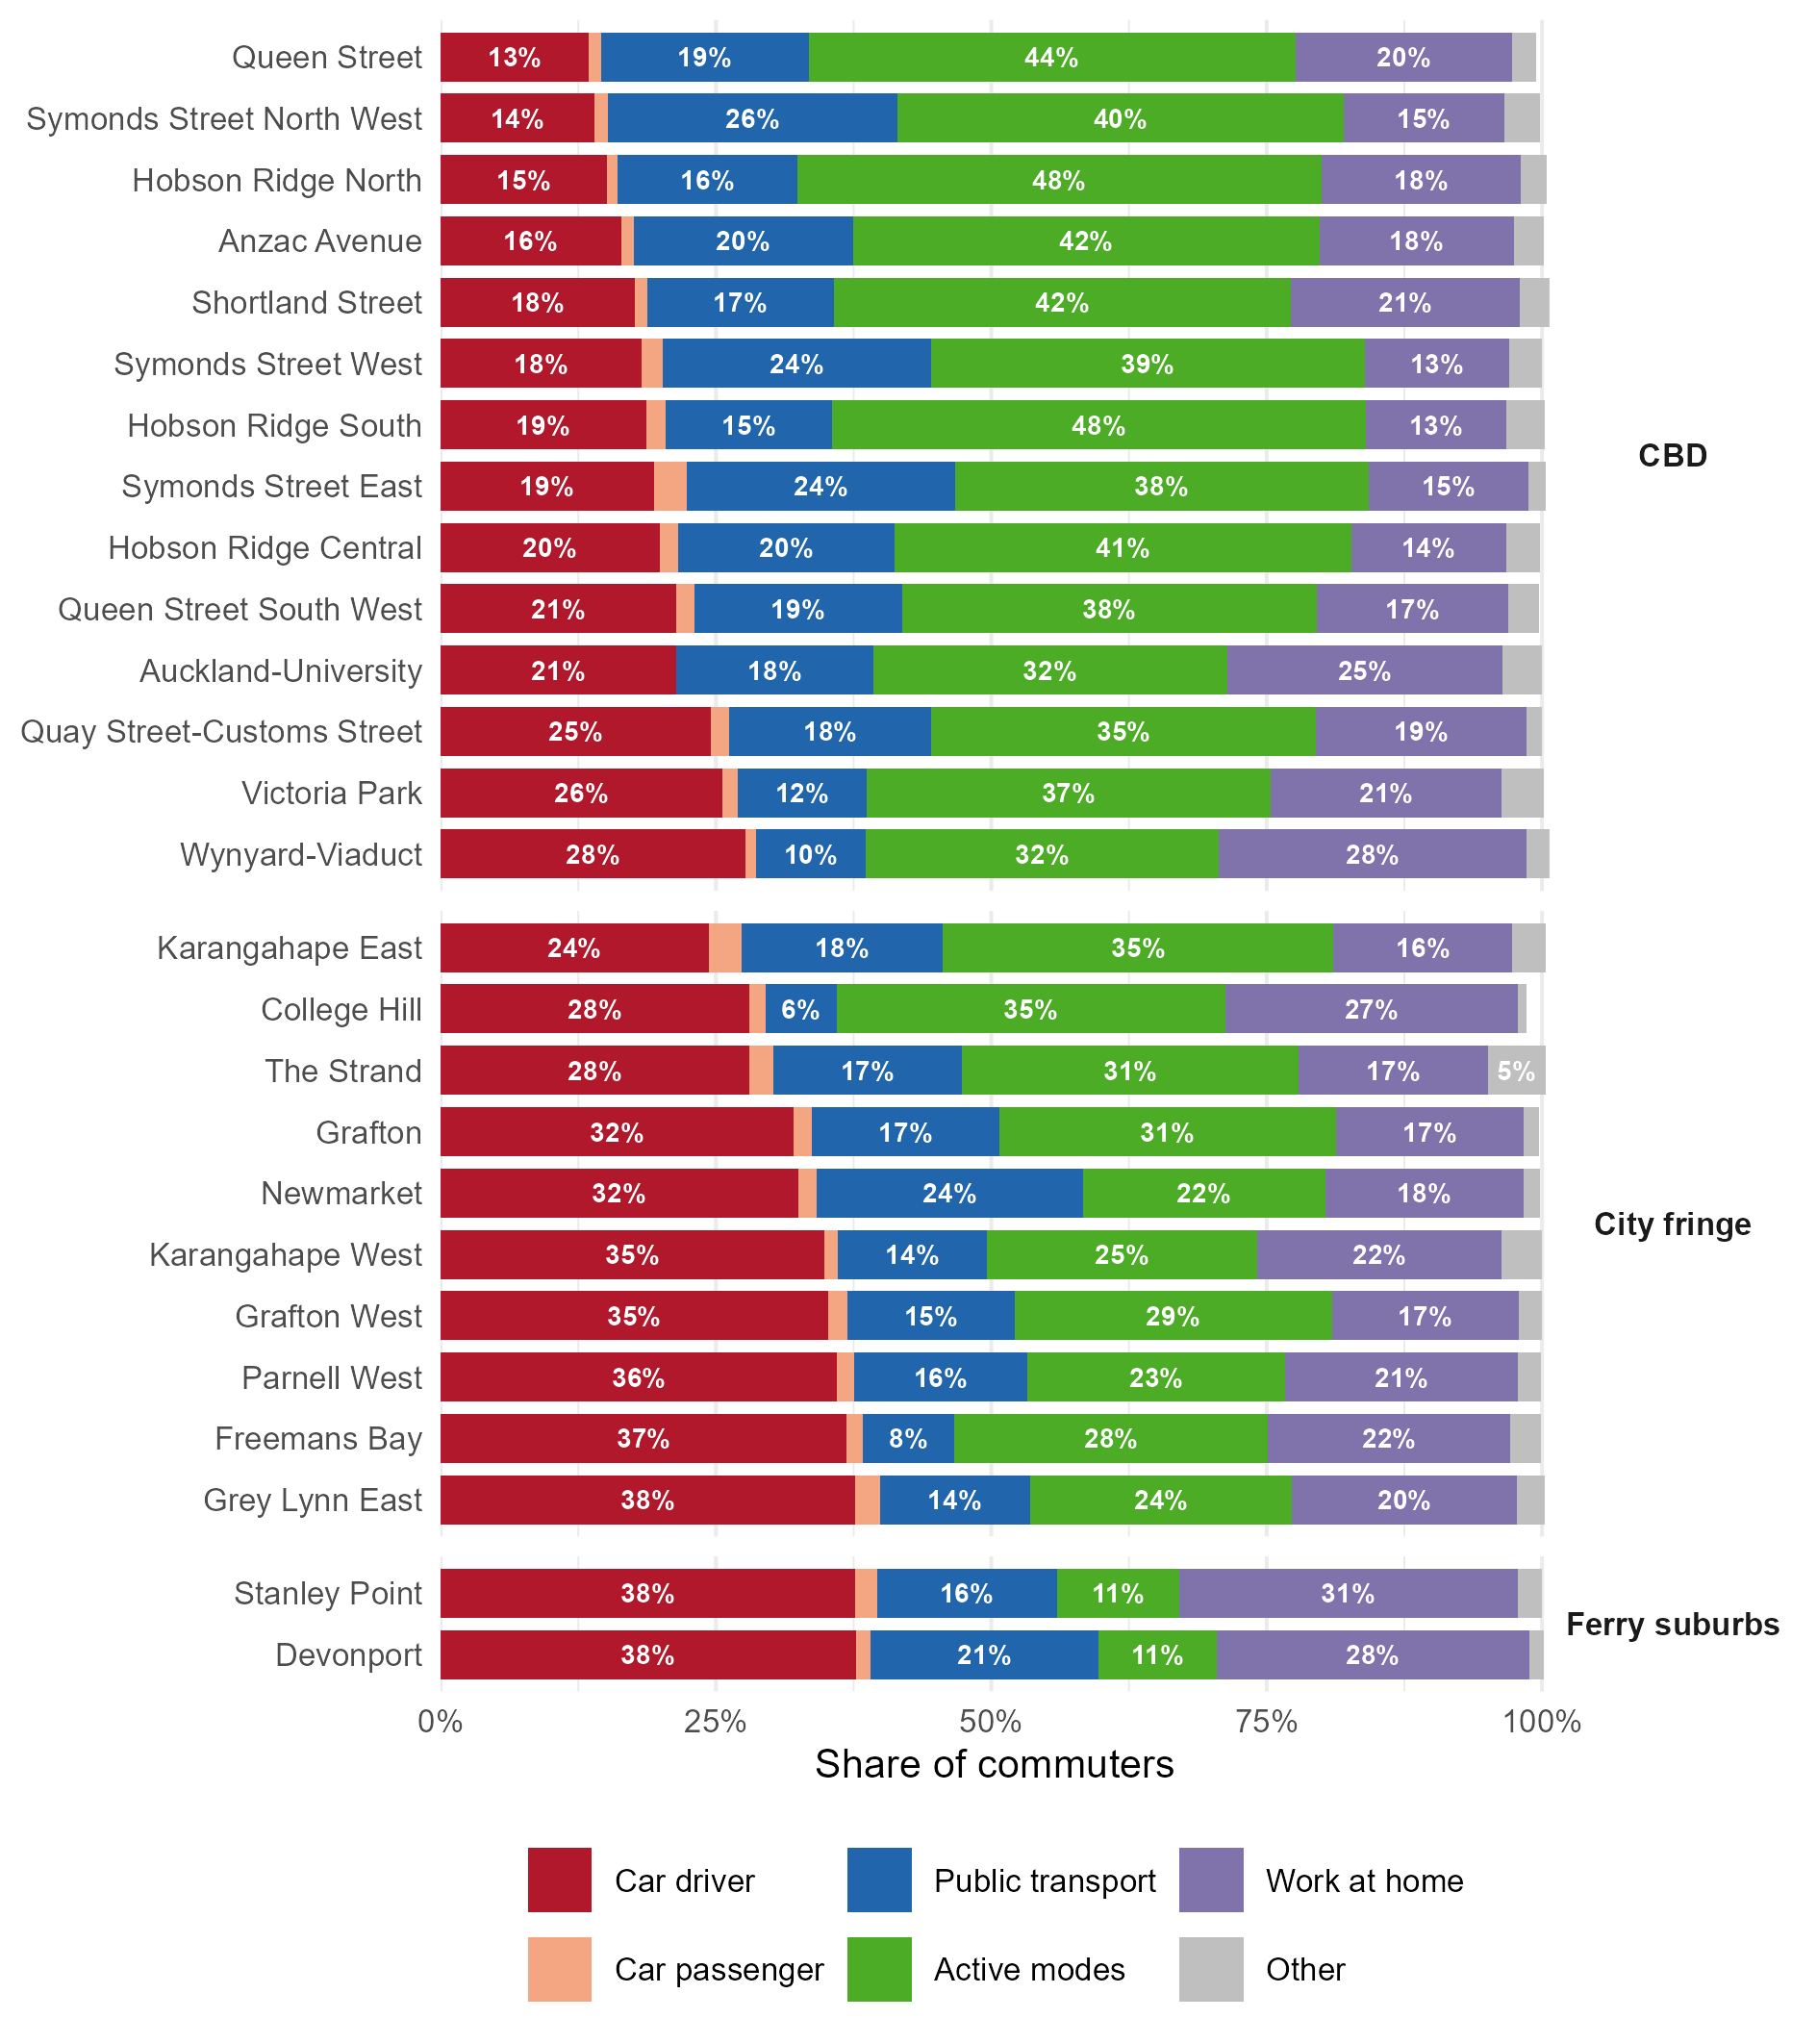 Queen Street 13% 19% 44% 20%
Symonds Street North West 14% 26% 40% 15%
Hobson Ridge North 15% 16% 48% 18%
Anzac Avenue 16% 20% 42% 18%
Shortland Street 18% 17% 42% 21%
Symonds Street West 18% 24% 39% 13%
Hobson Ridge South 19% 15% 48% 13%
CBD
Symonds Street East 19% 24% 38% 15%
Hobson Ridge Central 20% 20% 41% 14%
Queen Street South West 21% 19% 38% 17%
Auckland-University 21% 18% 32% 25%
Quay Street-Customs Street 25% 18% 35% 19%
Victoria Park 26% 12% 37% 21%
Wynyard-Viaduct 28% 10% 32% 28%
Karangahape East 24% 18% 35% 16%
College Hill 28% 6% 35% 27%
The Strand 28% 17% 31% 17% 5%
Grafton 32% 17% 31% 17%
Newmarket 32% 24% 22% 18%
City fringe
Karangahape West 35% 14% 25% 22%
Grafton West 35% 15% 29% 17%
Parnell West 36% 16% 23% 21%
Freemans Bay 37% 8% 28% 22%
Grey Lynn East 38% 14% 24% 20%
Stanley Point 38% 16% 11% 31%
Ferry suburbs
Devonport 38% 21% 11% 28%
0% 25% 50% 75% 100%
Share of commuters
Car driver Public transport Work at home
Car passenger Active modes Other